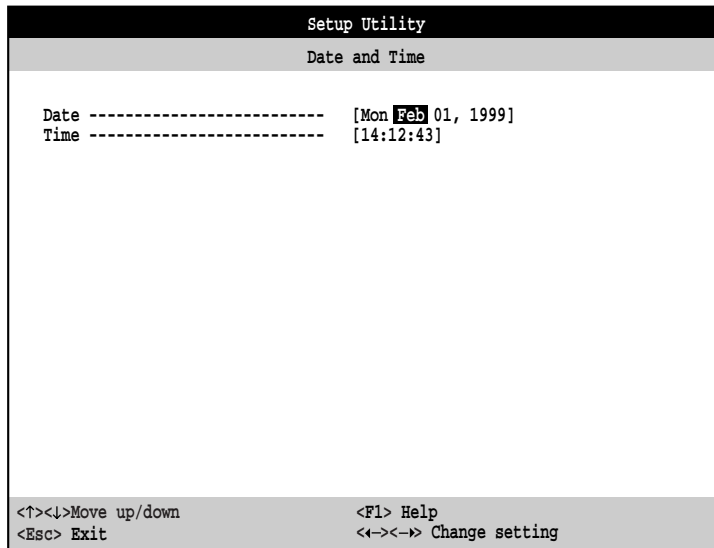 Setup Utility
Date and Time
Date -------------------------- [Mon Feb 01, 1999]
Time -------------------------- [14:12:43]
<↑><↓>Move up/down <F1> Help
<Esc> Exit <←><→> Change setting